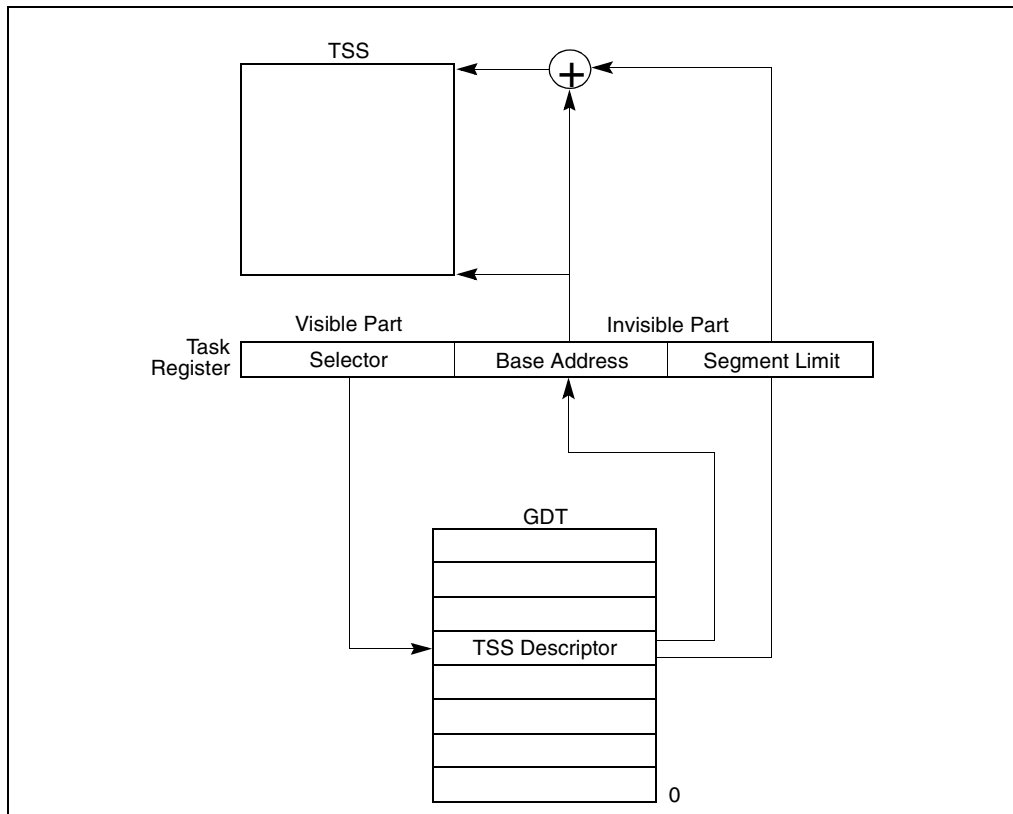 TSS
+
Visible Part
Invisible Part
Task
Register
Selector
Base Address
Segment Limit
GDT
TSS Descriptor
0